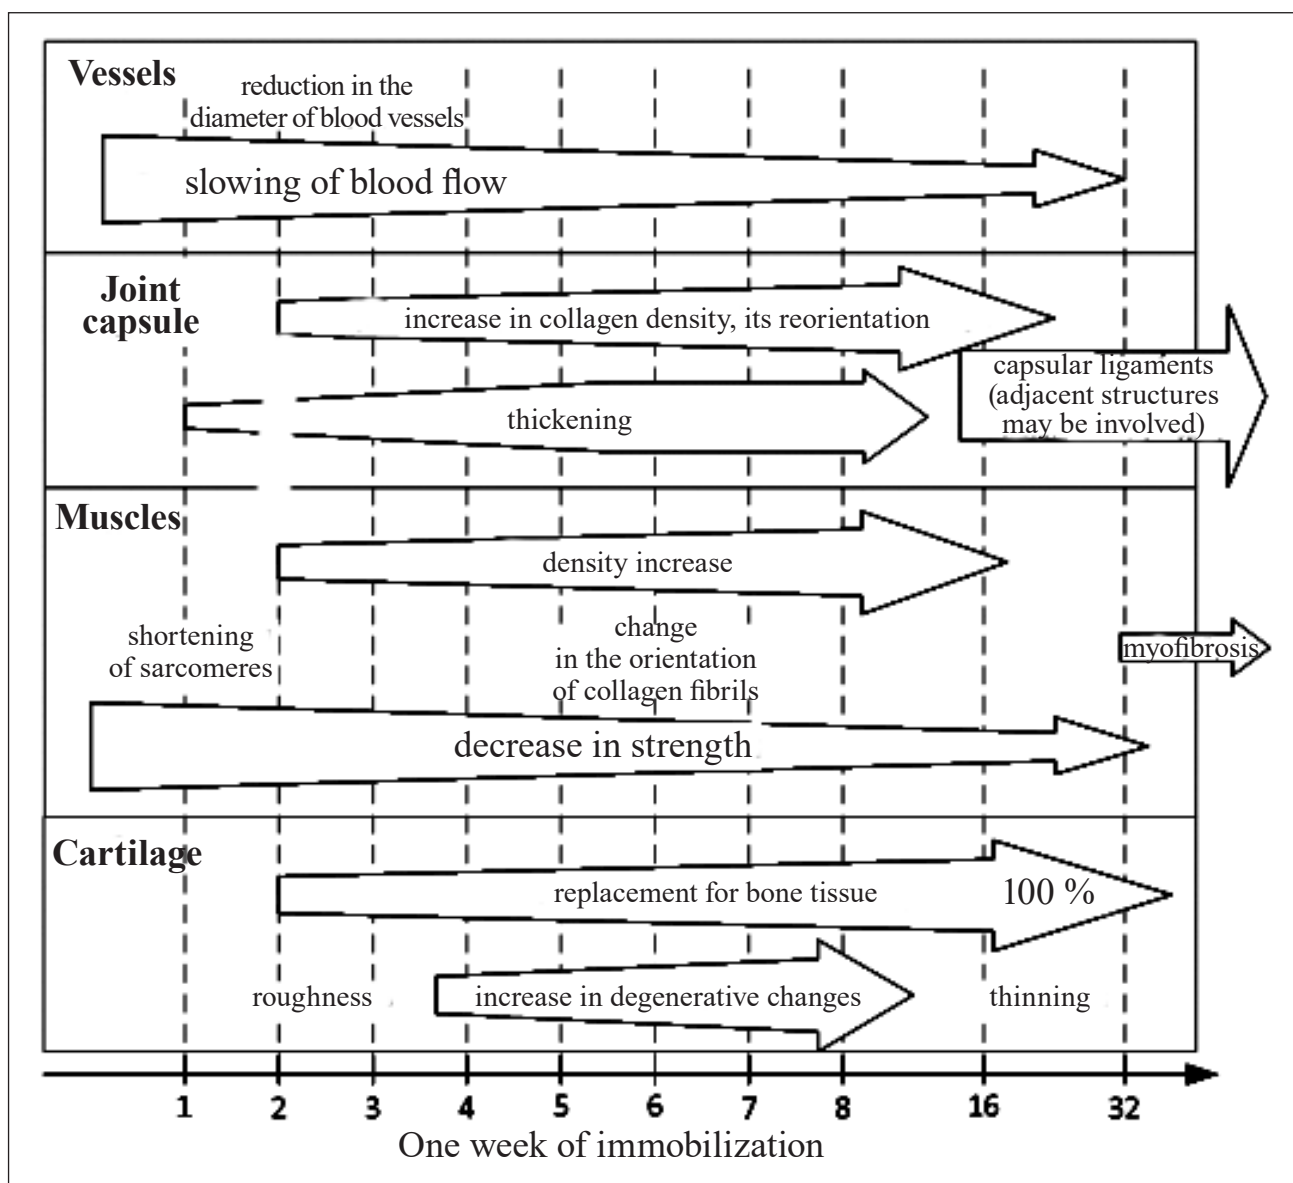 Vessels
reduction in the
diameter of blood vessels
slowing of blood flow
Joint
capsule
increase in collagen density, its reorientation
thickening
capsular ligaments
(adjacent structures
may be involved)
Muscles
density increase
shortening
of sarcomeres
change
in the orientation
of collagen fibrils
myofibrosis
decrease in strength
Cartilage
replacement for bone tissue
100 %
roughness
increase in degenerative changes
thinning
1 2 3 4 5 6 7 8 16 32
One week of immobilization